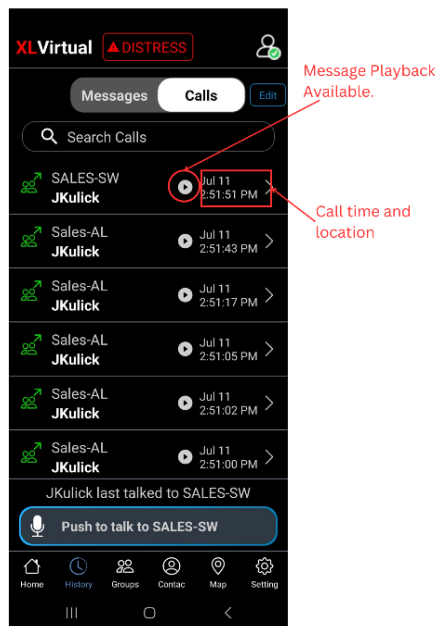 XLVirtual
DISTRESS
Messages
Calls
Edit
Message Playback
Available.
Search Calls
SALES-SW
JKulick
Jul 11
2:51:51 PM
Call time and
location
Sales-AL
JKulick
Jul 11
2:51:43 PM
Sales-AL
JKulick
Jul 11
2:51:17 PM
Sales-AL
JKulick
Jul 11
2:51:05 PM
Sales-AL
JKulick
Jul 11
2:51:02 PM
Sales-AL
JKulick
Jul 11
2:51:00 PM
JKulick last talked to SALES-SW
Push to talk to SALES-SW
Home
History
Groups
Contac
Map
Setting